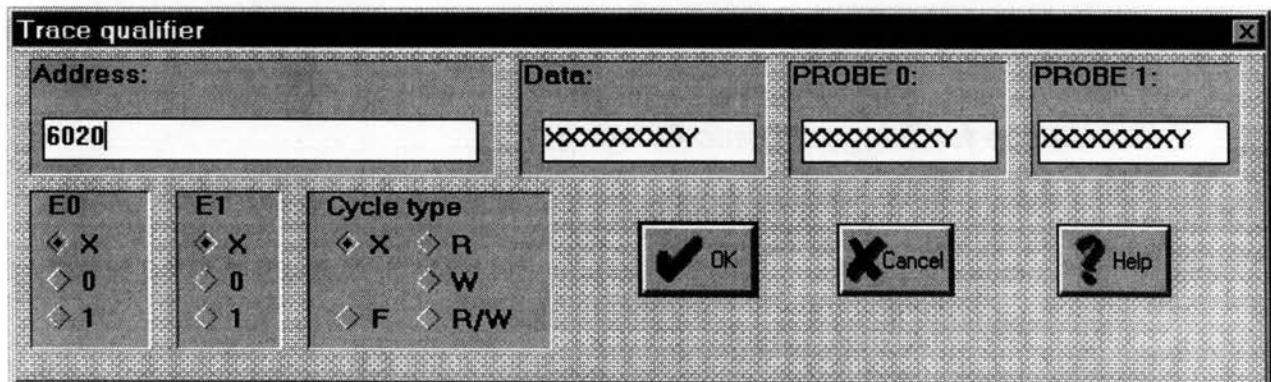 Trace qualifier
Address:
Data:
PROBE 0:
PROBE 1:
6020
XXXXXXXXY
XXXXXXXXY
XXXXXXXXY
E0
E1
Cycle type
X
X
X R
0
0
W
1
1
F R/W
OK
Cancel
Help